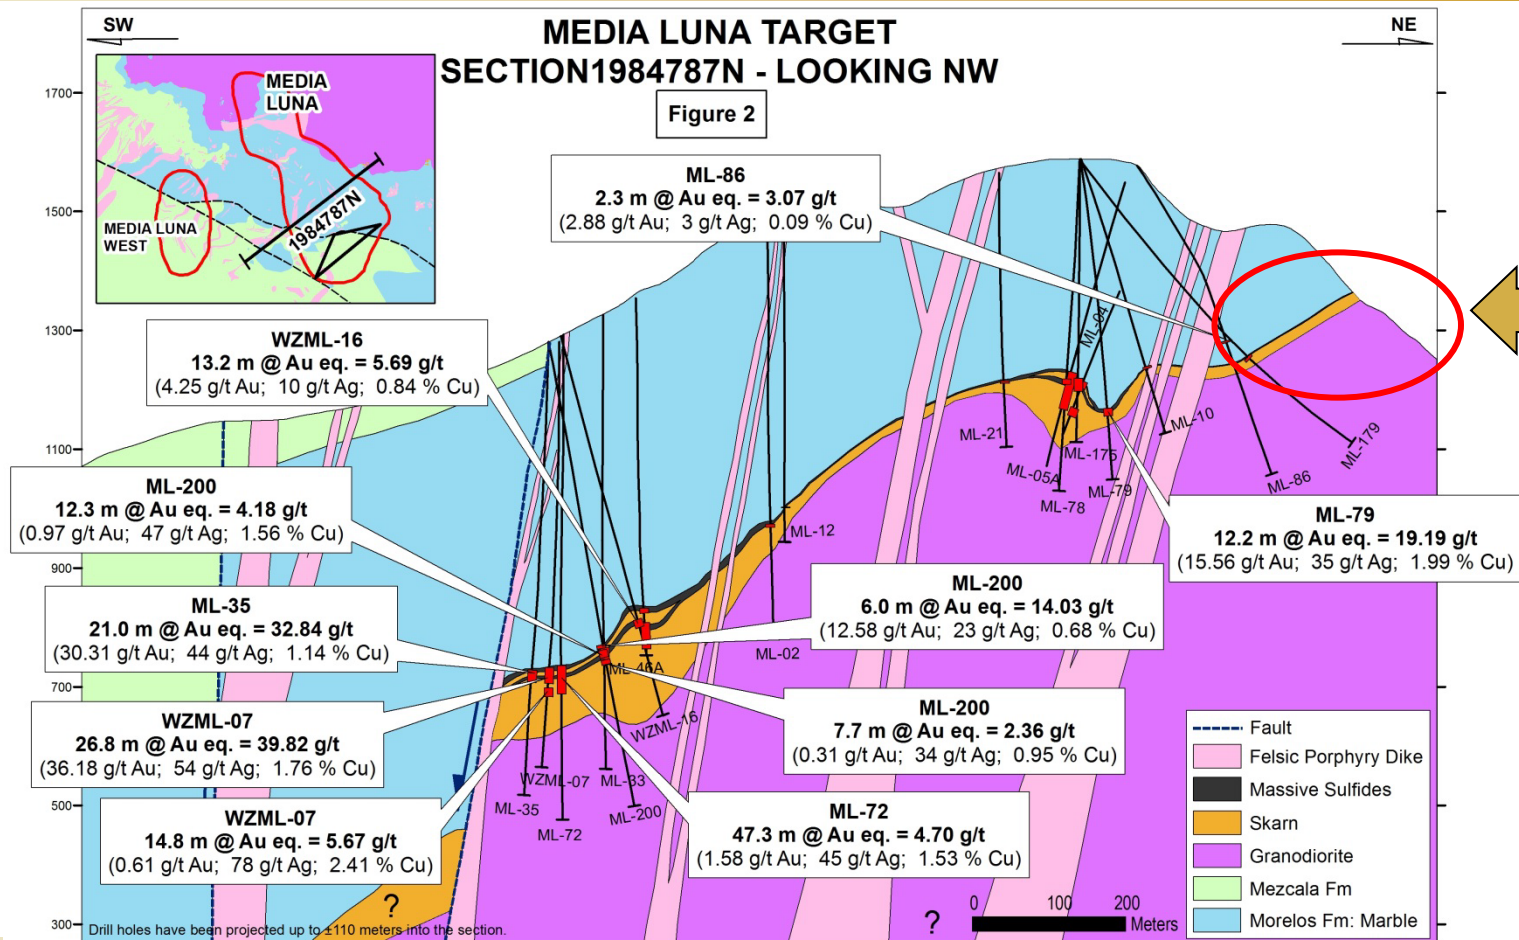 SW
MEDIA LUNA TARGET
NE
SECTION1984787N - LOOKING NW
Figure 2
MEDIA
LUNA
MEDIA LUNA
WEST
1984787N
1700
1500
1300
1100
900
700
500
300
ML-86
2.3 m @ Au eq. = 3.07 g/t
(2.88 g/t Au; 3 g/t Ag; 0.09 % Cu)
WZML-16
13.2 m @ Au eq. = 5.69 g/t
(4.25 g/t Au; 10 g/t Ag; 0.84 % Cu)
ML-200
12.3 m @ Au eq. = 4.18 g/t
(0.97 g/t Au; 47 g/t Ag; 1.56 % Cu)
ML-35
21.0 m @ Au eq. = 32.84 g/t
(30.31 g/t Au; 44 g/t Ag; 1.14 % Cu)
WZML-07
26.8 m @ Au eq. = 39.82 g/t
(36.18 g/t Au; 54 g/t Ag; 1.76 % Cu)
WZML-07
14.8 m @ Au eq. = 5.67 g/t
(0.61 g/t Au; 78 g/t Ag; 2.41 % Cu)
ML-79
12.2 m @ Au eq. = 19.19 g/t
(15.56 g/t Au; 35 g/t Ag; 1.99 % Cu)
ML-200
6.0 m @ Au eq. = 14.03 g/t
(12.58 g/t Au; 23 g/t Ag; 0.68 % Cu)
ML-200
7.7 m @ Au eq. = 2.36 g/t
(0.31 g/t Au; 34 g/t Ag; 0.95 % Cu)
ML-72
47.3 m @ Au eq. = 4.70 g/t
(1.58 g/t Au; 45 g/t Ag; 1.53 % Cu)
ML-04
ML-21
ML-10
ML-175
ML-05A
ML-79
ML-78
ML-86
ML-179
ML-12
ML-02
ML-46A
WZML-16
WZML-07
ML-33
ML-35
ML-200
ML-72
?
?
Fault
Felsic Porphyry Dike
Massive Sulfides
Skarn
Granodiorite
Mezcala Fm
Morelos Fm: Marble
0 100 200
Meters
Drill holes have been projected up to ±110 meters into the section.